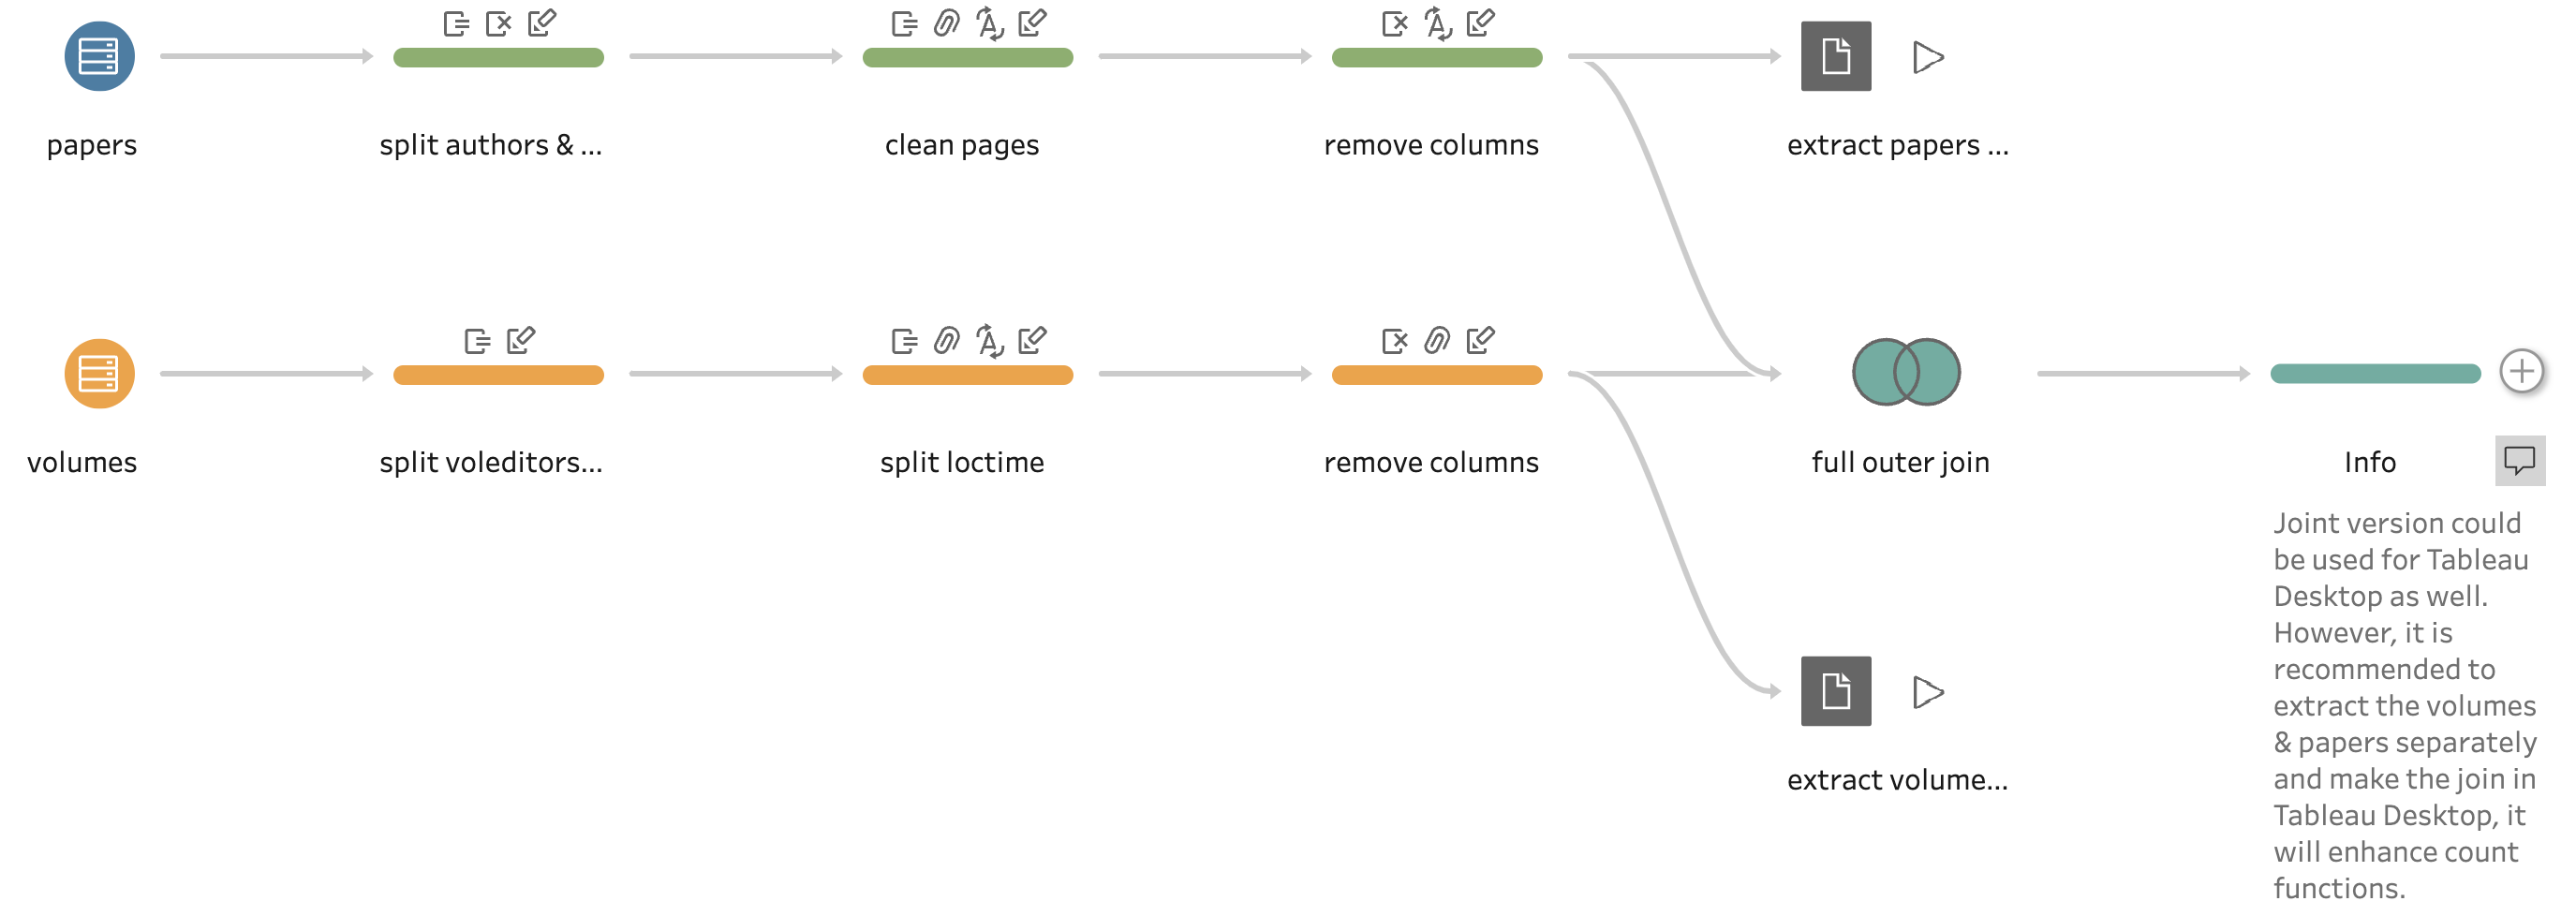 papers
split authors & ...
clean pages
remove columns
extract papers ...
volumes
split voleditors...
split loctime
remove columns
full outer join
Info
Joint version could
be used for Tableau
Desktop as well.
However, it is
recommended to
extract the volumes
& papers separately
and make the join in
Tableau Desktop, it
will enhance count
functions.
extract volume...